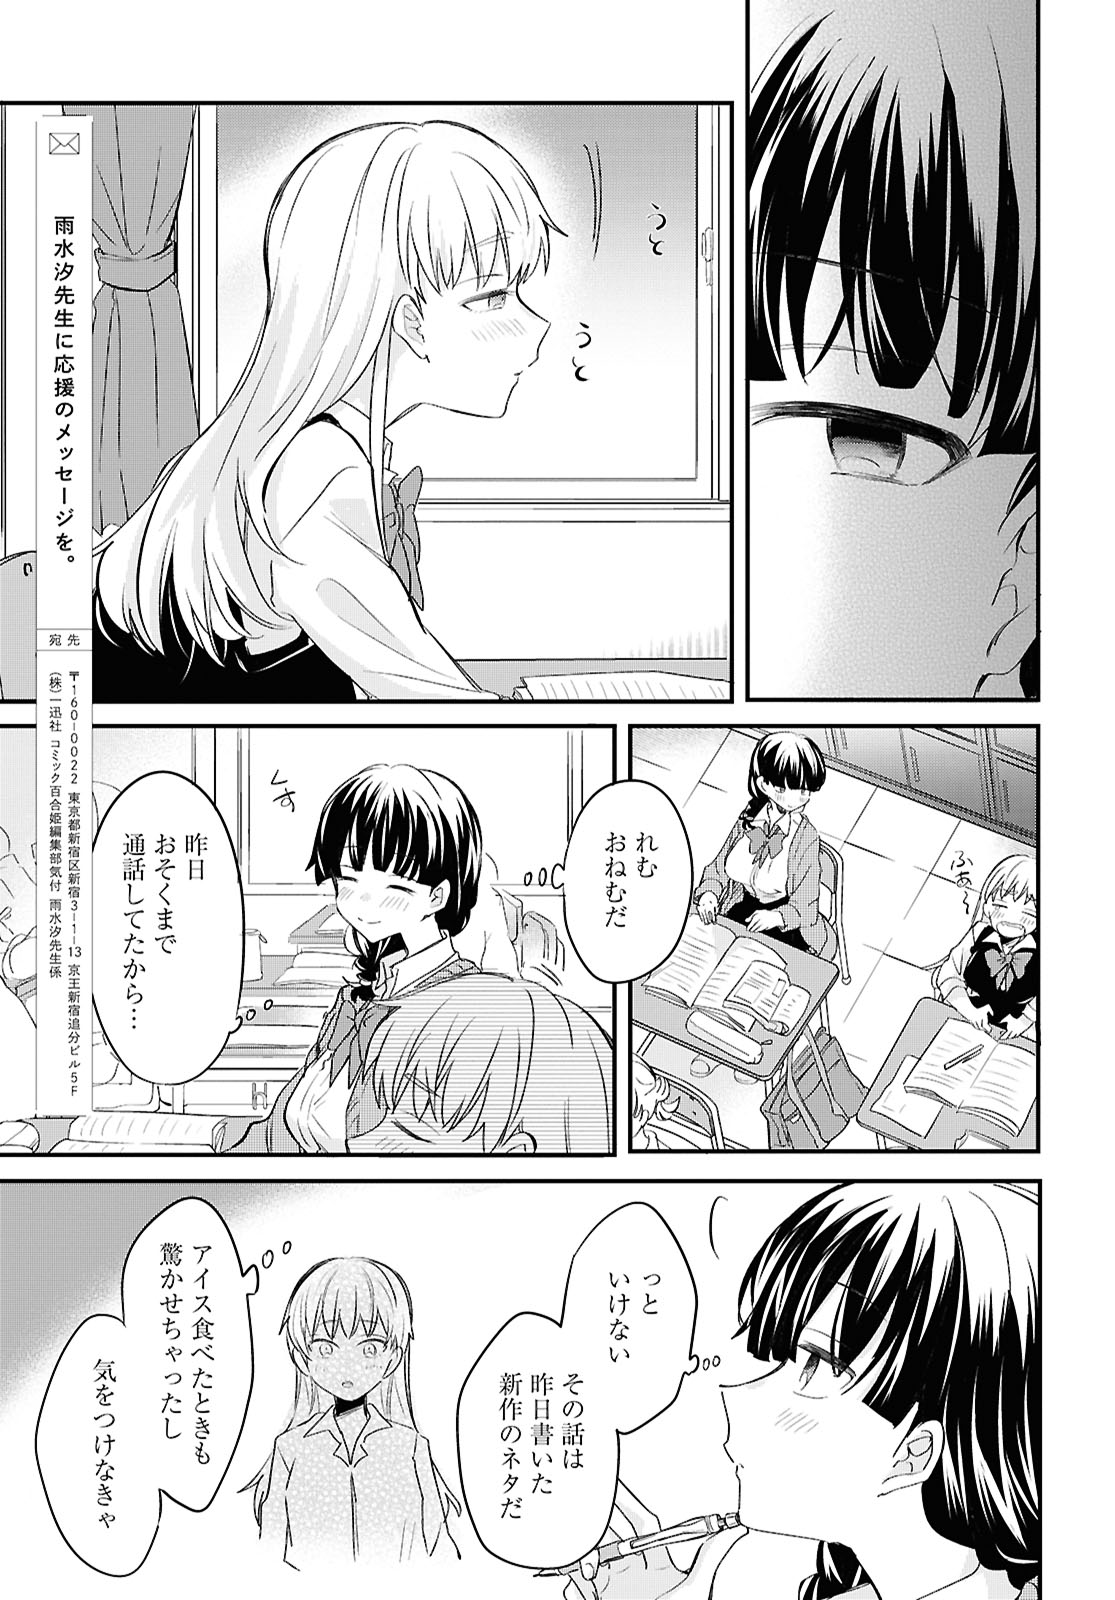 うと
うと
雨水汐先生に応援のメッセージを。
宛先
〒160-0022 東京都新宿区新宿3-1-13 京王新宿追分ビル5F
(株)一迅社 コミック百合姫編集部気付 雨水汐先生係
ふぁ〜
れむ
おねむだ
くす
昨日
おそくまで
通話してたから…
っと
いけない
その話は
昨日書いた
新作のネタだ
アイス食べたときも
驚かせちゃったし
気をつけなきゃ